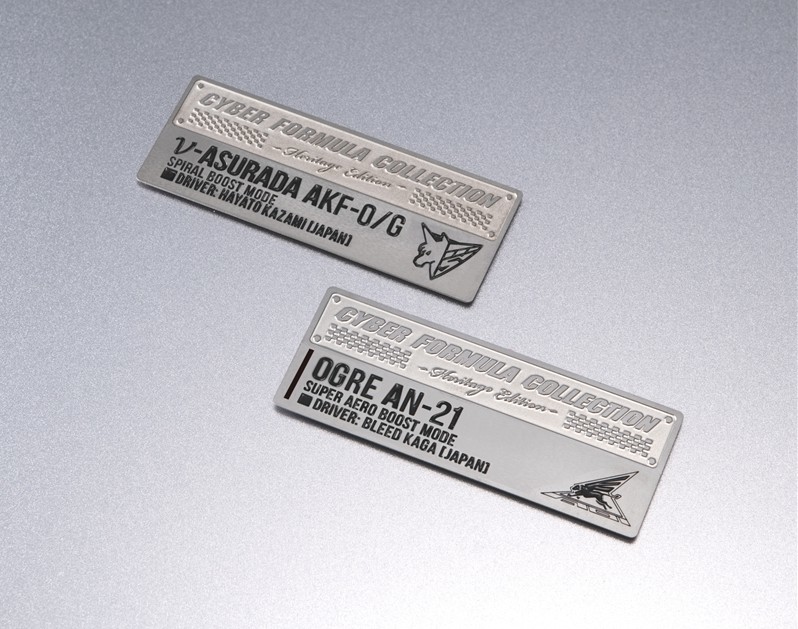 CYBER FORMULA COLLECTION
-Heritage Edition-
ν-ASURADA AKF-0/G
SPIRAL BOOST MODE
DRIVER: HAYATO KAZAMI [JAPAN]
CYBER FORMULA COLLECTION
-Heritage Edition-
OGRE AN-21
SUPER AERO BOOST MODE
DRIVER: BLEED KAGA [JAPAN]